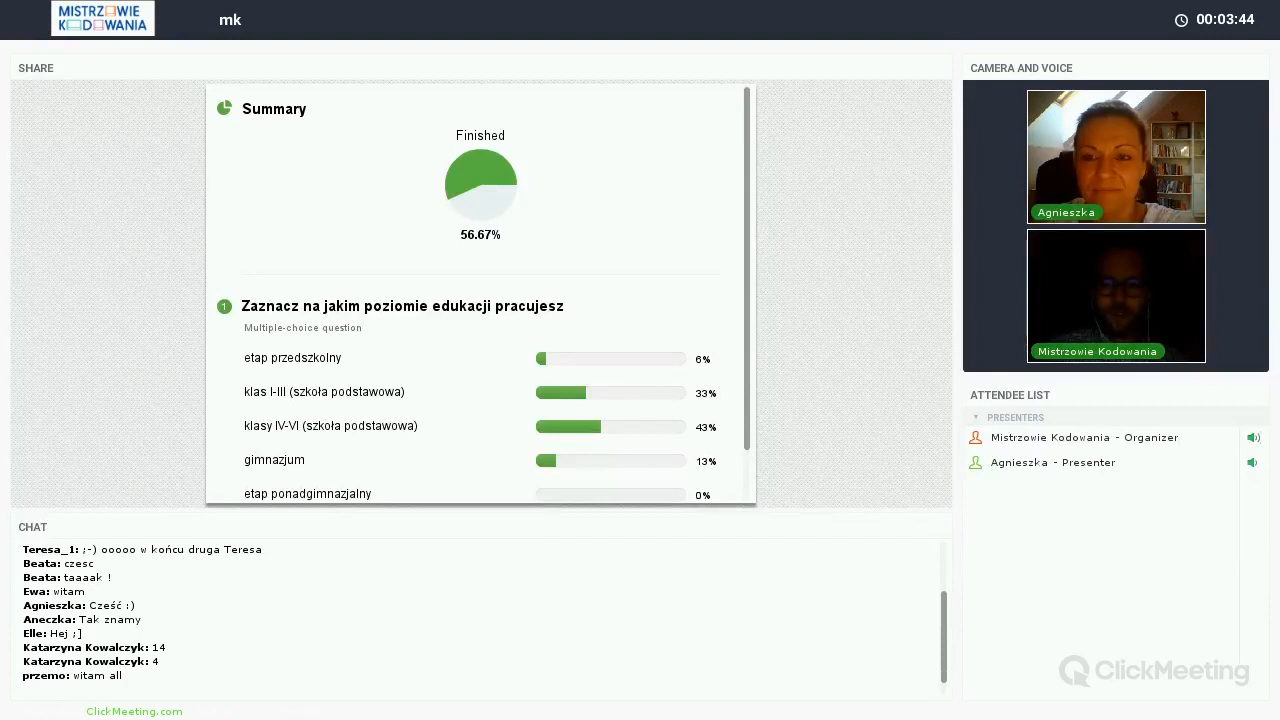 MISTRZOWIE
KODOWANIA
mk
00:03:44
SHARE
Summary
Finished
56.67%
1 Zaznacz na jakim poziomie edukacji pracujesz
Multiple-choice question
etap przedszkolny 6%
klas I-III (szkoła podstawowa) 33%
klasy IV-VI (szkoła podstawowa) 43%
gimnazjum 13%
etap ponadgimnazjalny 0%
CHAT
Teresa_1: ;-) ooooo w końcu druga Teresa
Beata: czesc
Beata: taaaak !
Ewa: witam
Agnieszka: Cześć :)
Aneczka: Tak znamy
Elle: Hej ;]
Katarzyna Kowalczyk: 14
Katarzyna Kowalczyk: 4
przemo: witam all
ClickMeeting.com
CAMERA AND VOICE
Agnieszka
Mistrzowie Kodowania
ATTENDEE LIST
PRESENTERS
Mistrzowie Kodowania - Organizer
Agnieszka - Presenter
ClickMeeting